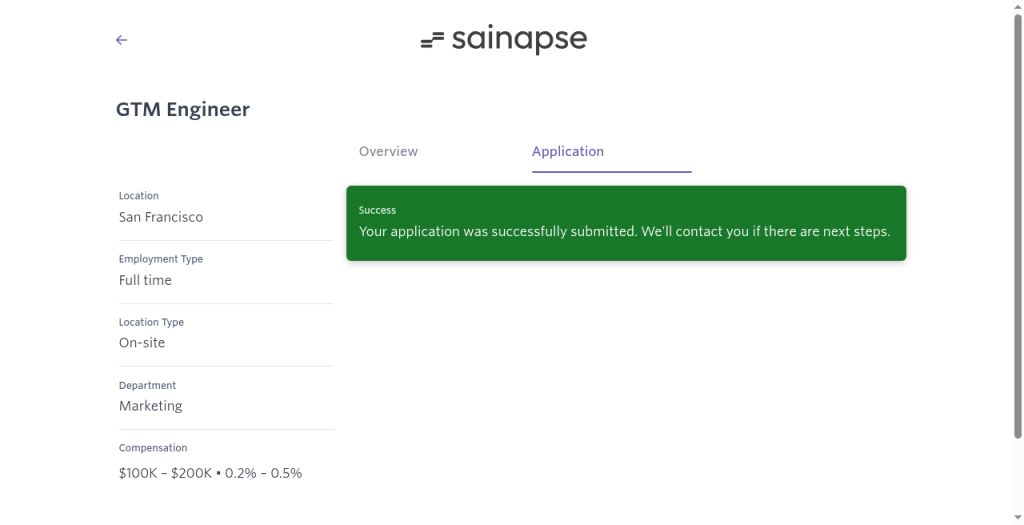 sainapse
GTM Engineer
Overview
Application
Location
San Francisco
Employment Type
Full time
Location Type
On-site
Department
Marketing
Compensation
$100K – $200K • 0.2% – 0.5%
Success
Your application was successfully submitted. We'll contact you if there are next steps.